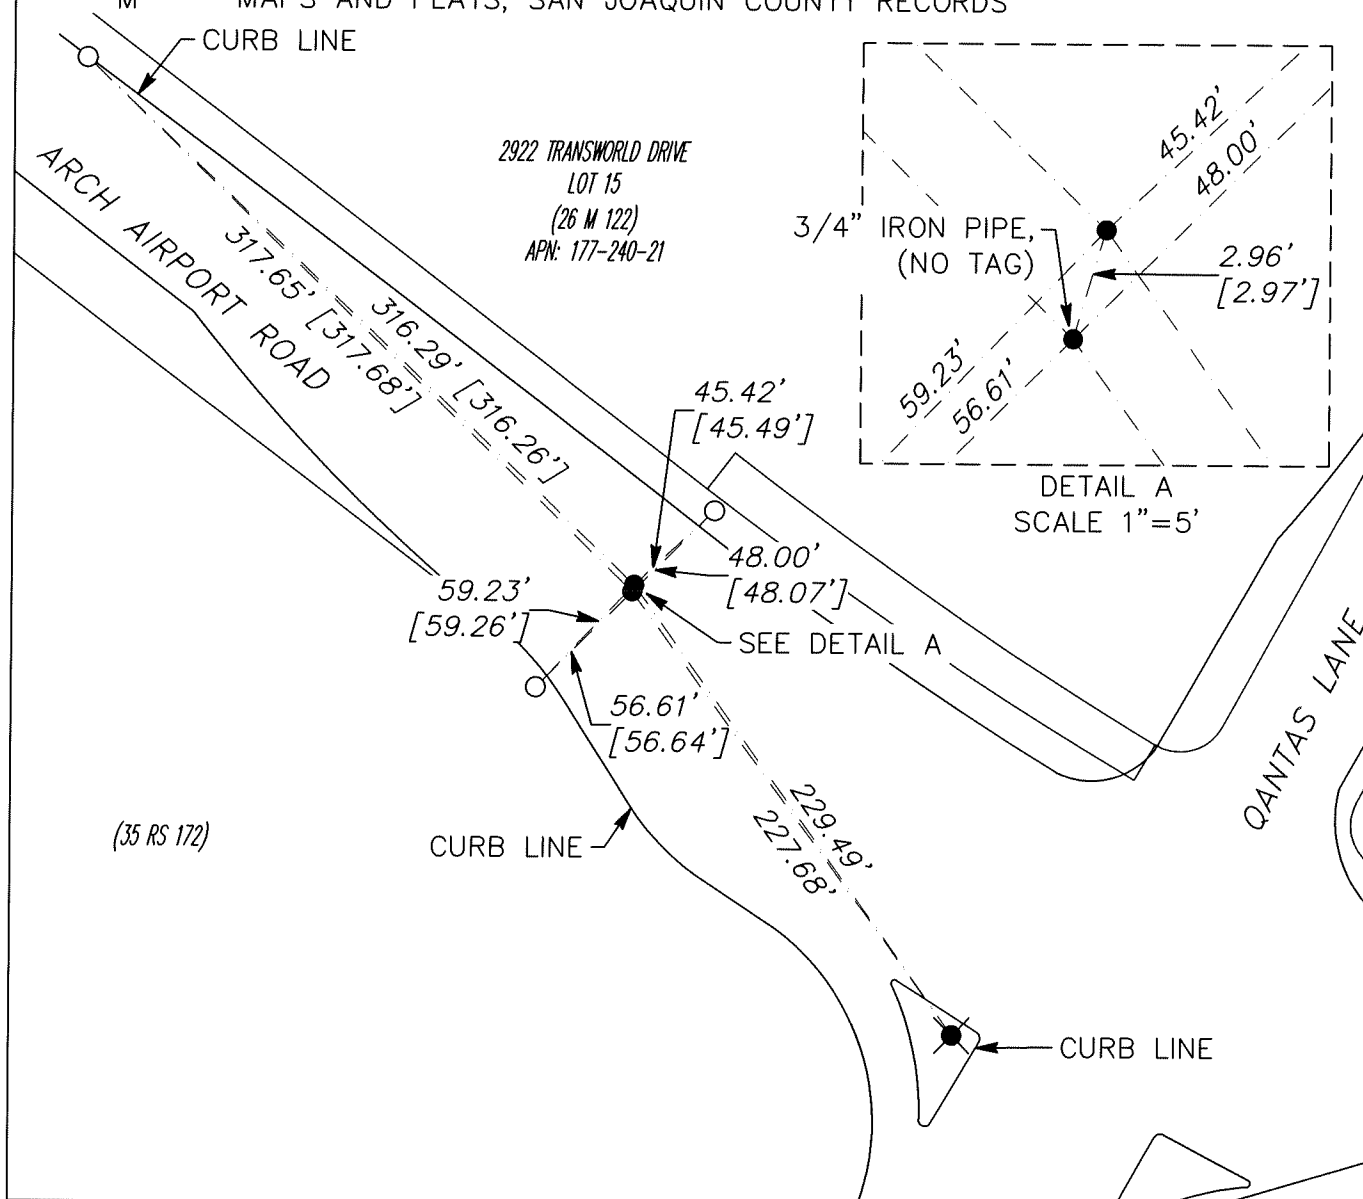 M MAPS AND PLATS, SAN JOAQUIN COUNTY RECORDS
CURB LINE
2922 TRANSWORLD DRIVE
LOT 15
(26 M 122)
APN: 177-240-21
ARCH AIRPORT ROAD
317.65' [317.68']
316.29' [316.26']
45.42'
48.00'
3/4" IRON PIPE,
(NO TAG)
2.96'
[2.97']
59.23'
56.61'
DETAIL A
SCALE 1"=5'
45.42'
[45.49']
48.00'
[48.07']
59.23'
[59.26']
SEE DETAIL A
56.61'
[56.64']
QANTAS LANE
229.49'
227.68'
(35 RS 172)
CURB LINE
CURB LINE